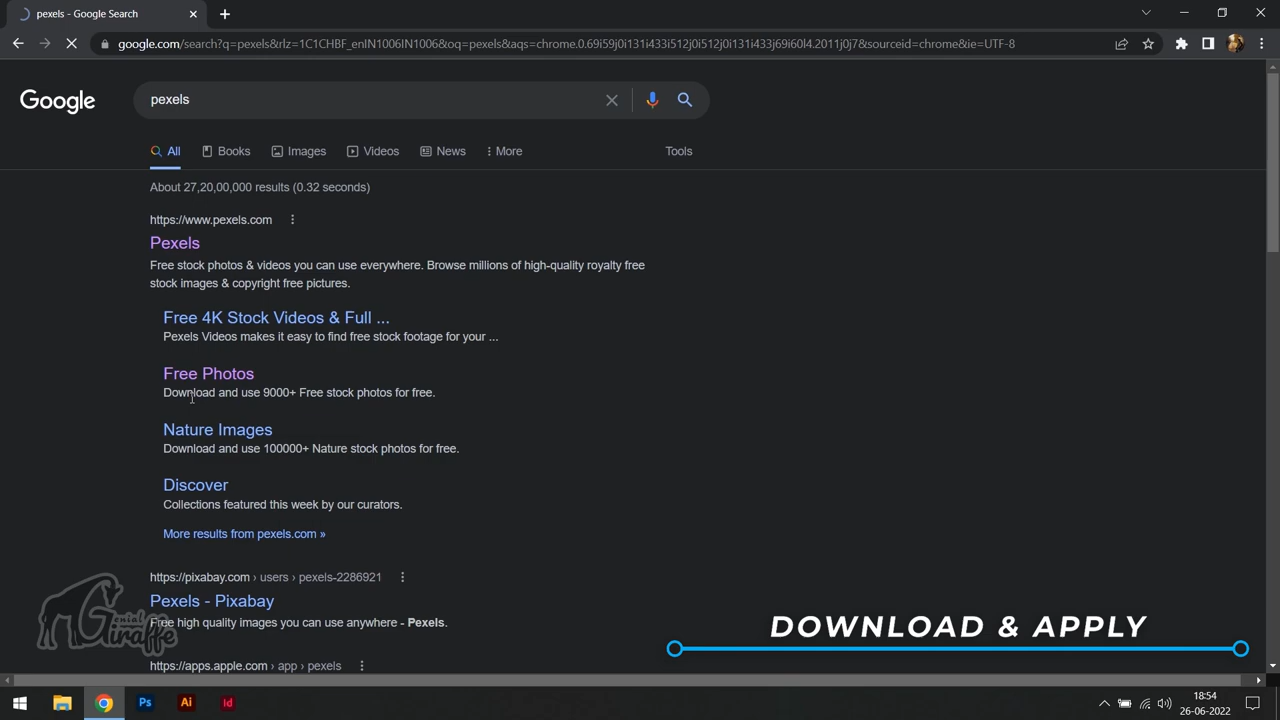 pexels - Google Search
google.com/search?q=pexels&rlz=1C1CHBF_enIN1006IN1006&oq=pexels&aqs=chrome.0.69i59j0i131i433i512j0i512j0i131i433j69i60l4.2011j0j7&sourceid=chrome&ie=UTF-8
Google
pexels
All
Books
Images
Videos
News
More
Tools
About 27,20,00,000 results (0.32 seconds)
https://www.pexels.com
Pexels
Free stock photos & videos you can use everywhere. Browse millions of high-quality royalty free
stock images & copyright free pictures.
Free 4K Stock Videos & Full ...
Pexels Videos makes it easy to find free stock footage for your ...
Free Photos
Download and use 9000+ Free stock photos for free.
Nature Images
Download and use 100000+ Nature stock photos for free.
Discover
Collections featured this week by our curators.
More results from pexels.com »
https://pixabay.com › users › pexels-2286921
Pexels - Pixabay
Free high quality images you can use anywhere - Pexels.
https://apps.apple.com › app › pexels
Genial
Giraffe
DOWNLOAD & APPLY
Ps
Ai
Id
18:54
26-06-2022